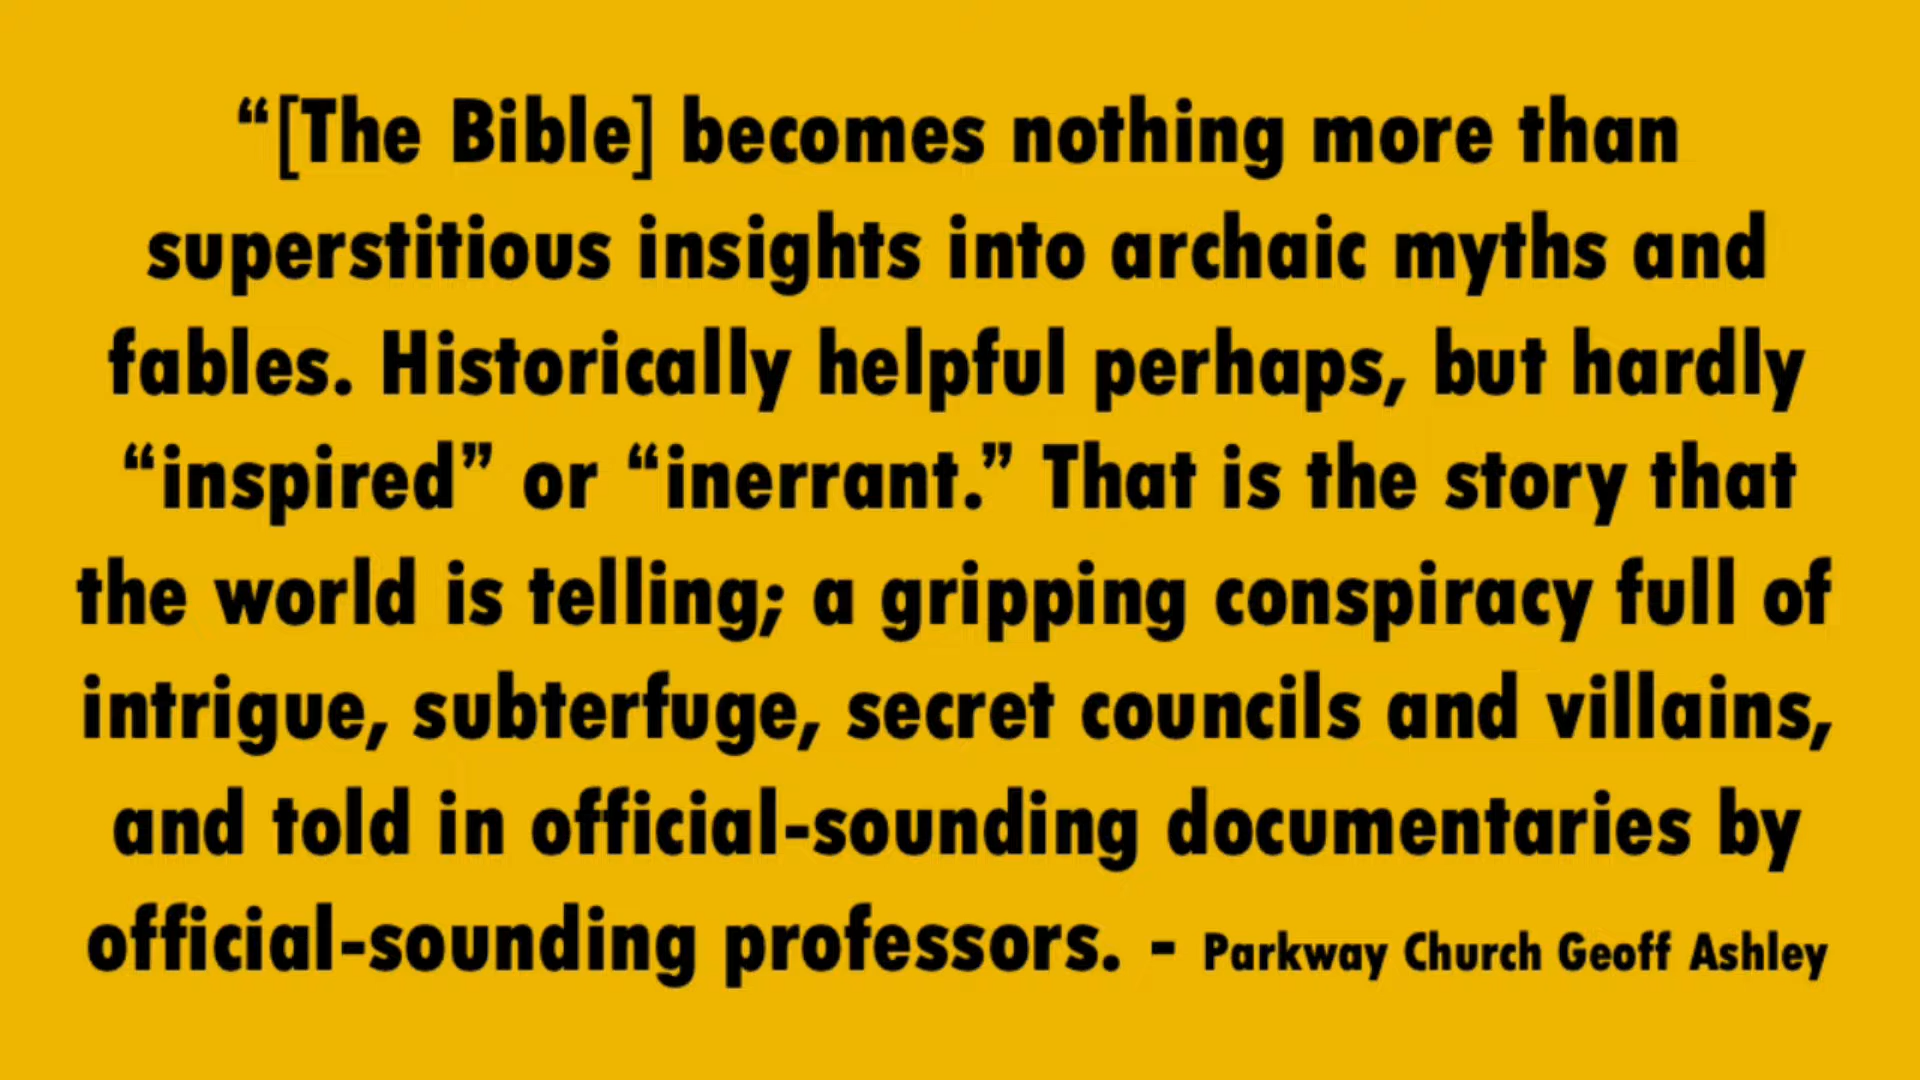 “[The Bible] becomes nothing more than
superstitious insights into archaic myths and
fables. Historically helpful perhaps, but hardly
“inspired” or “inerrant.” That is the story that
the world is telling; a gripping conspiracy full of
intrigue, subterfuge, secret councils and villains,
and told in official-sounding documentaries by
official-sounding professors. - Parkway Church Geoff Ashley